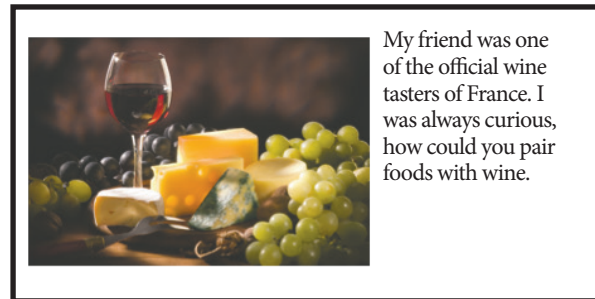 My friend was one
of the official wine
tasters of France. I
was always curious,
how could you pair
foods with wine.